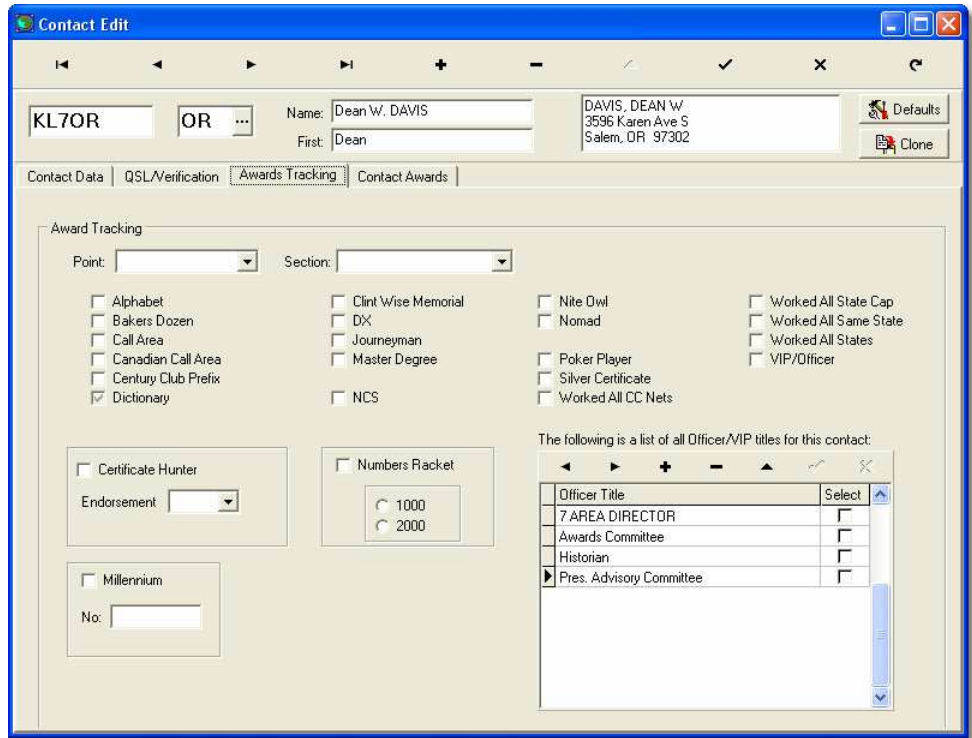 Contact Edit
KL7OR
OR
...
Name: Dean W. DAVIS
First: Dean
DAVIS, DEAN W
3596 Karen Ave S
Salem, OR 97302
Defaults
Clone
Contact Data
QSL/Verification
Awards Tracking
Contact Awards
Award Tracking
Point:
Section:
Alphabet
Bakers Dozen
Call Area
Canadian Call Area
Century Club Prefix
Dictionary
Clint Wise Memorial
DX
Journeyman
Master Degree
NCS
Nite Owl
Nomad
Poker Player
Silver Certificate
Worked All CC Nets
Worked All State Cap
Worked All Same State
Worked All States
VIP/Officer
Certificate Hunter
Endorsement
Numbers Racket
1000
2000
Millennium
No:
The following is a list of all Officer/VIP titles for this contact:
Officer Title Select
7 AREA DIRECTOR
Awards Committee
Historian
Pres. Advisory Committee